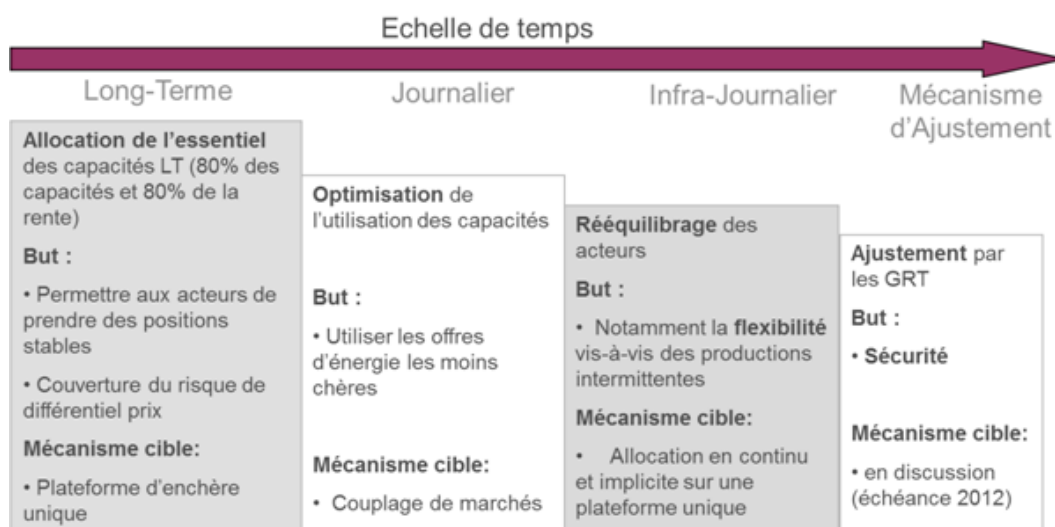 Echelle de temps
Long-Terme
Journalier
Infra-Journalier
Mécanisme
d'Ajustement
Allocation de l'essentiel
des capacités LT (80% des
capacités et 80% de la
rente)
But :
• Permettre aux acteurs de
prendre des positions
stables
• Couverture du risque de
différentiel prix
Mécanisme cible:
• Plateforme d'enchère
unique
Optimisation de
l'utilisation des capacités
But :
• Utiliser les offres
d'énergie les moins
chères
Mécanisme cible:
• Couplage de marchés
Rééquilibrage des
acteurs
But :
• Notamment la flexibilité
vis-à-vis des productions
intermittentes
Mécanisme cible:
• Allocation en continu
et implicite sur une
plateforme unique
Ajustement par
les GRT
But :
• Sécurité
Mécanisme cible:
• en discussion
(échéance 2012)